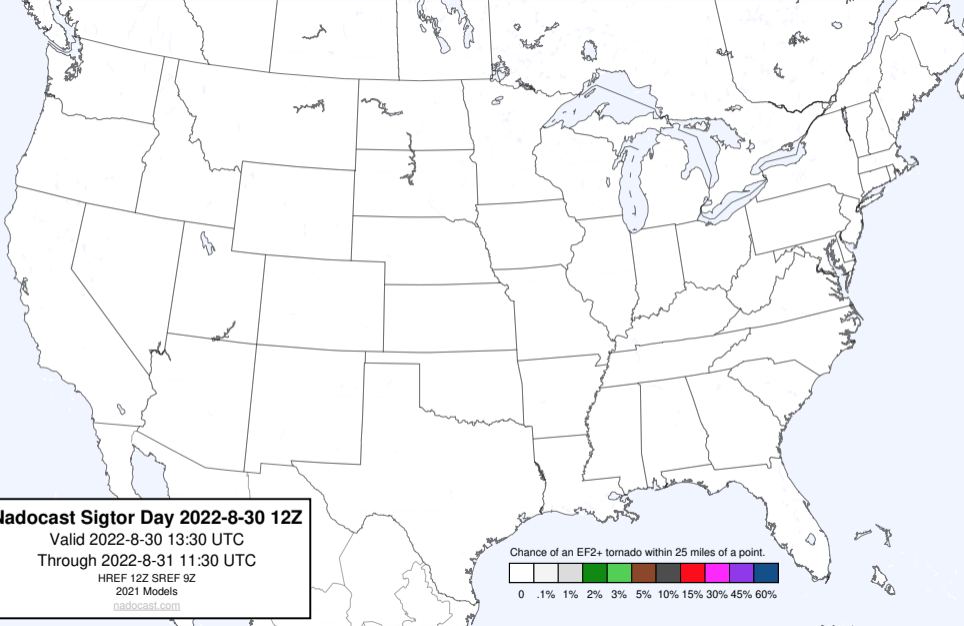 Nadocast Sigtor Day 2022-8-30 12Z
Valid 2022-8-30 13:30 UTC
Through 2022-8-31 11:30 UTC
HREF 12Z SREF 9Z
2021 Models
nadocast.com
Chance of an EF2+ tornado within 25 miles of a point.
0 .1% 1% 2% 3% 5% 10% 15% 30% 45% 60%